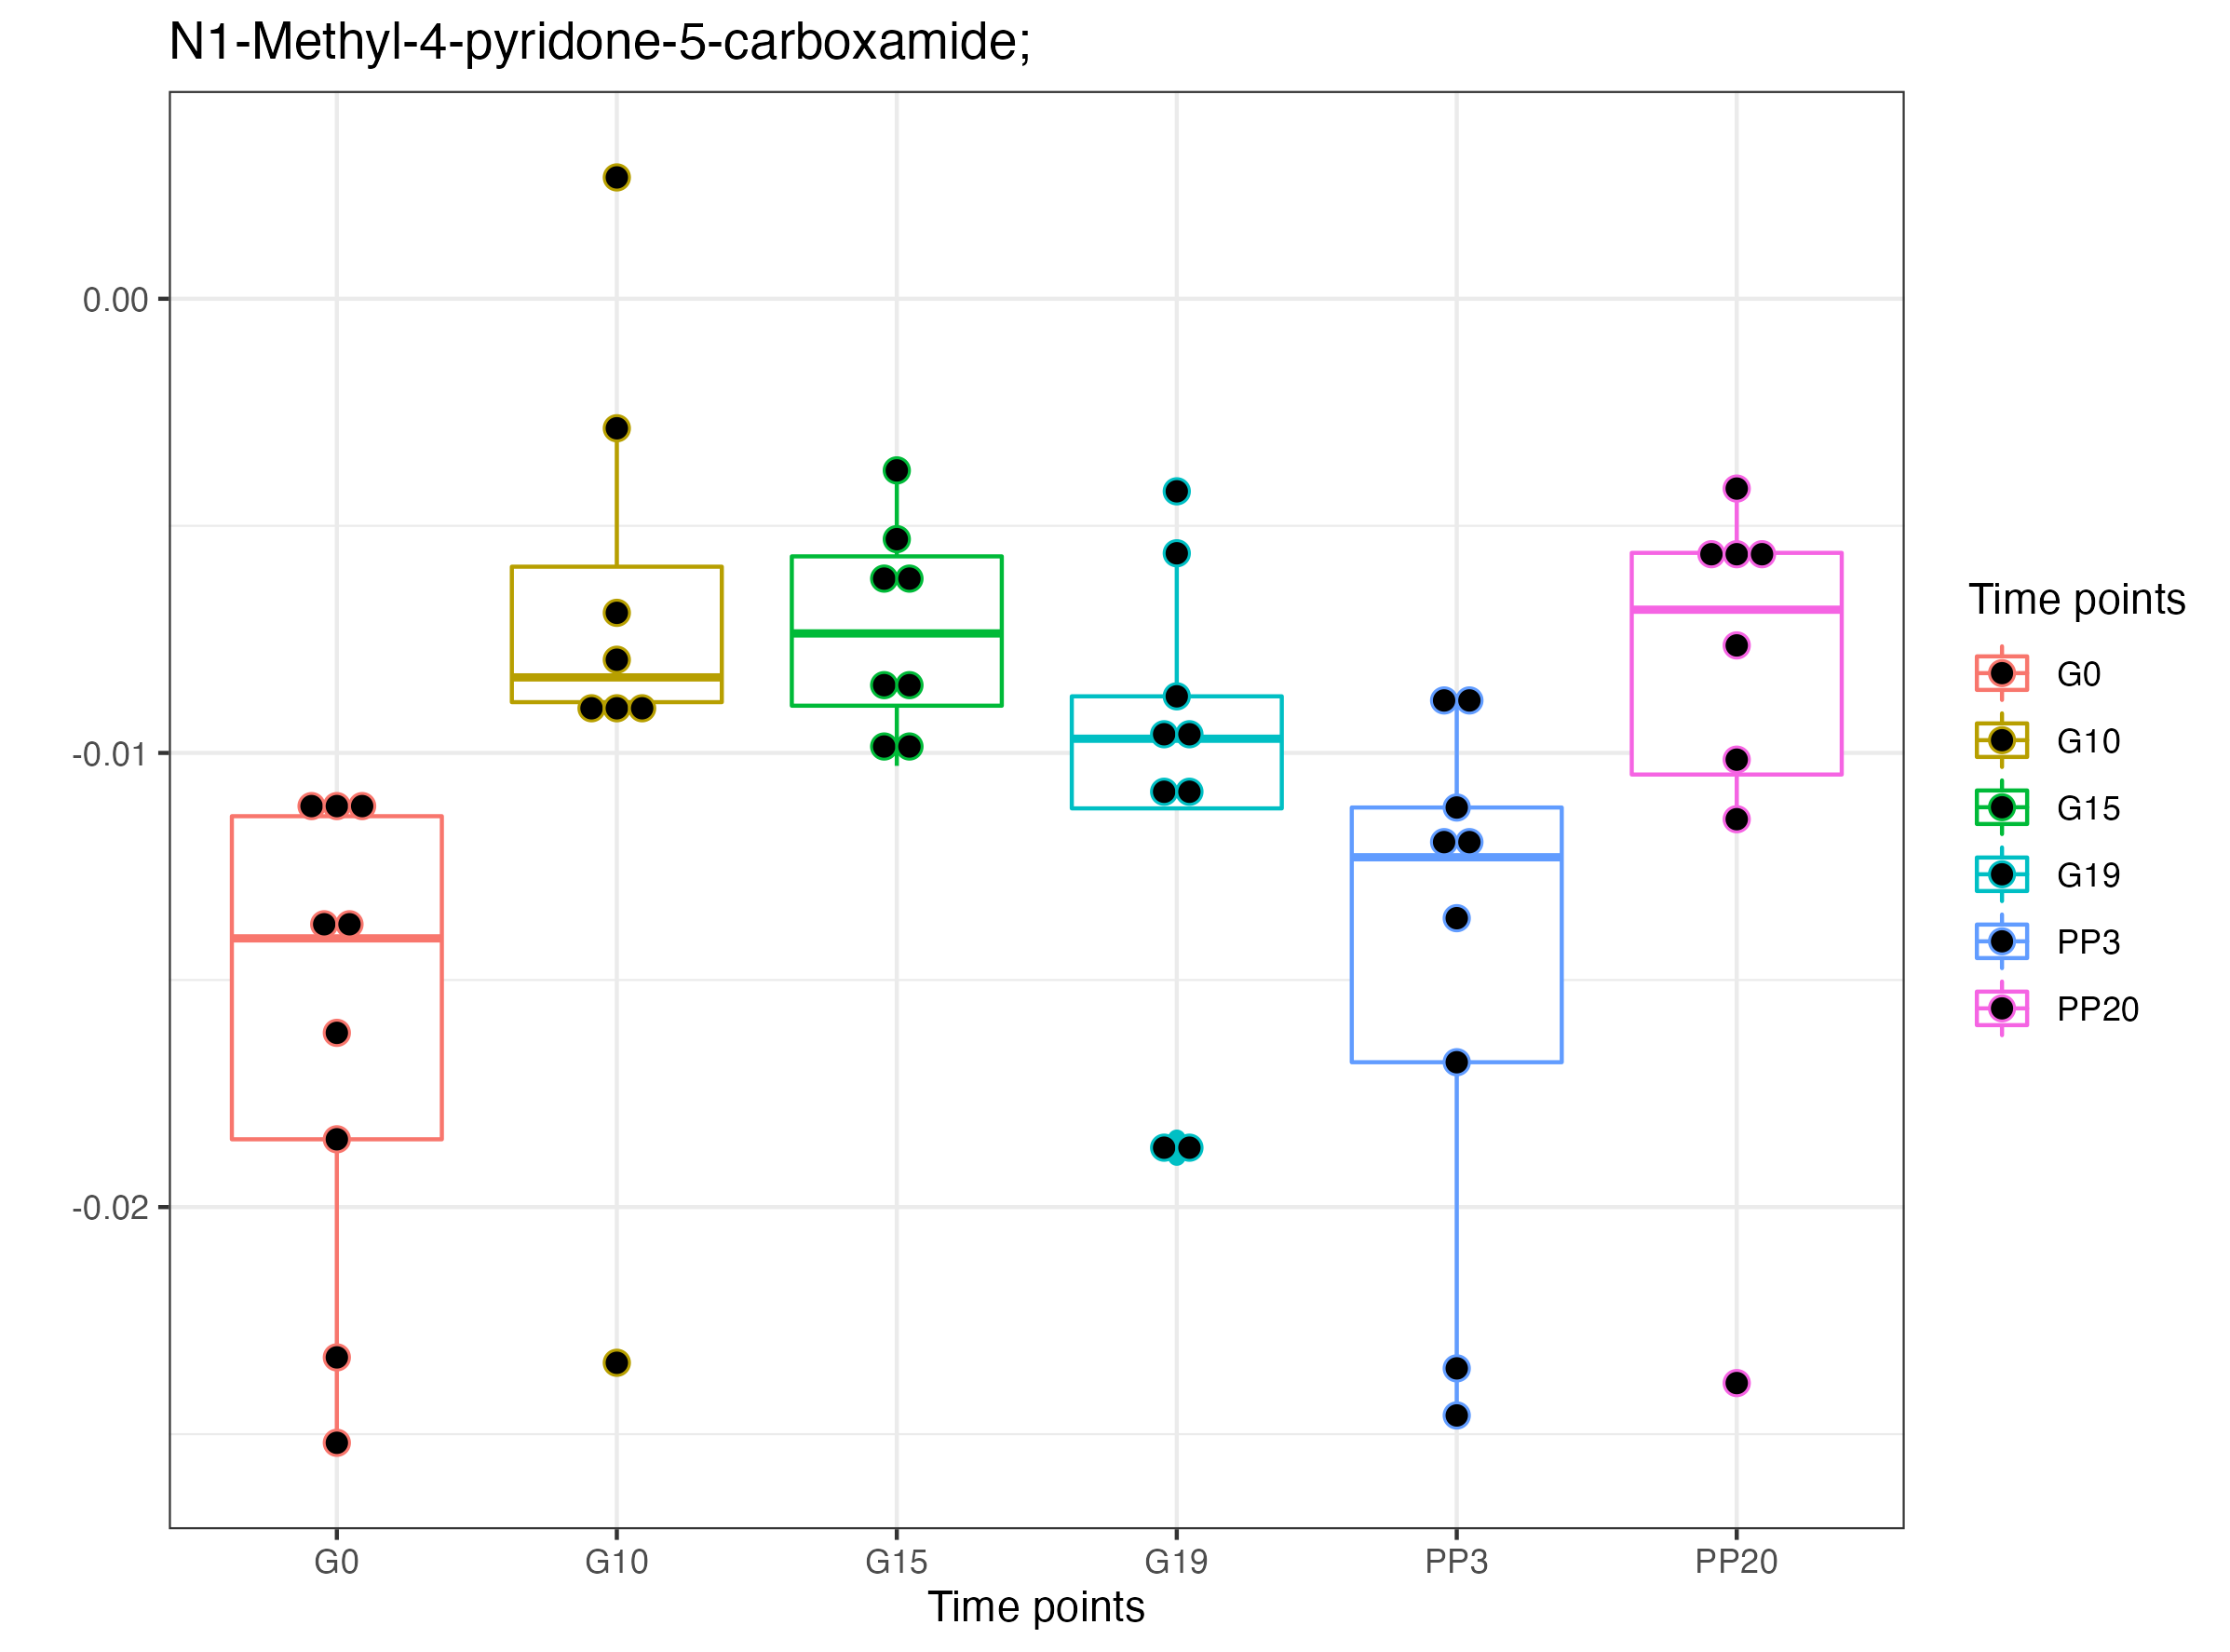 N1-Methyl-4-pyridone-5-carboxamide;
0.00
-0.01
-0.02
G0 G10 G15 G19 PP3 PP20
Time points
Time points
G0
G10
G15
G19
PP3
PP20